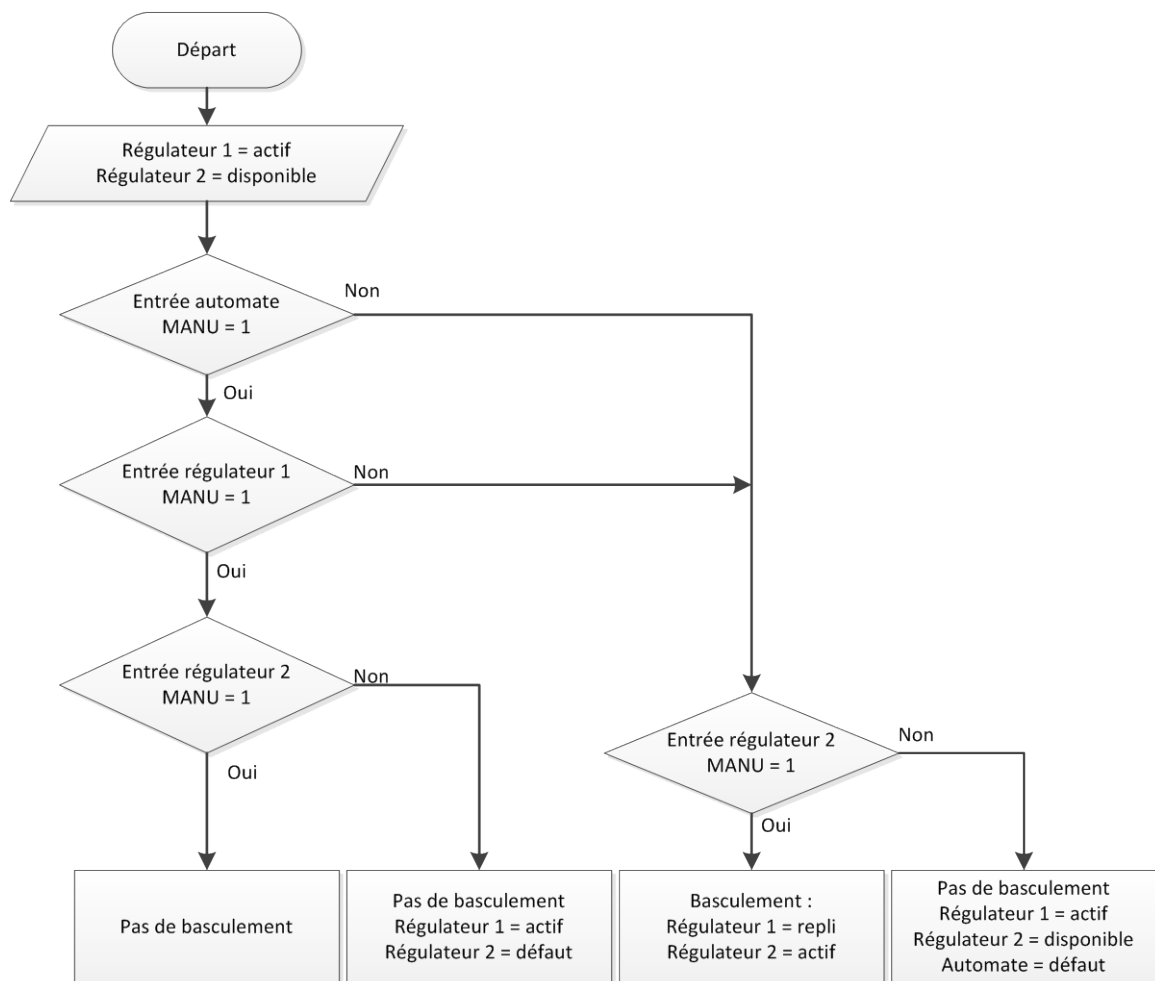 Départ
Régulateur 1 = actif
Régulateur 2 = disponible
Entrée automate
MANU = 1
Non
Oui
Entrée régulateur 1
MANU = 1
Non
Oui
Entrée régulateur 2
MANU = 1
Non
Oui
Entrée régulateur 2
MANU = 1
Non
Oui
Pas de basculement
Pas de basculement
Régulateur 1 = actif
Régulateur 2 = défaut
Basculement :
Régulateur 1 = repli
Régulateur 2 = actif
Pas de basculement
Régulateur 1 = actif
Régulateur 2 = disponible
Automate = défaut